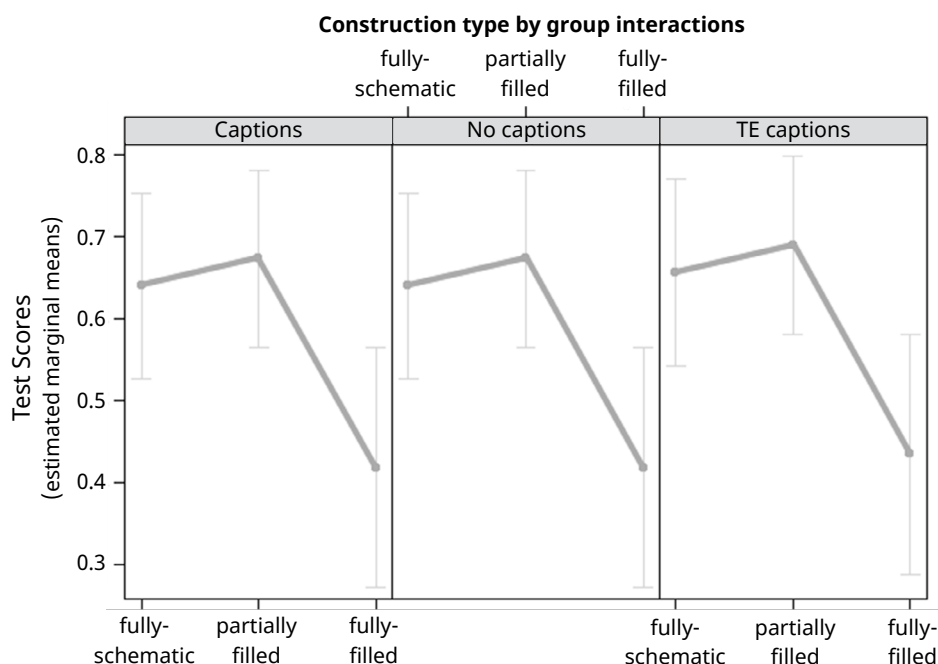 Construction type by group interactions
fully- partially fully-
schematic filled filled
Captions No captions TE captions
0.8
0.7
0.6
0.5
0.4
0.3
Test Scores
(estimated marginal means)
fully- partially fully- fully- partially fully-
schematic filled filled schematic filled filled